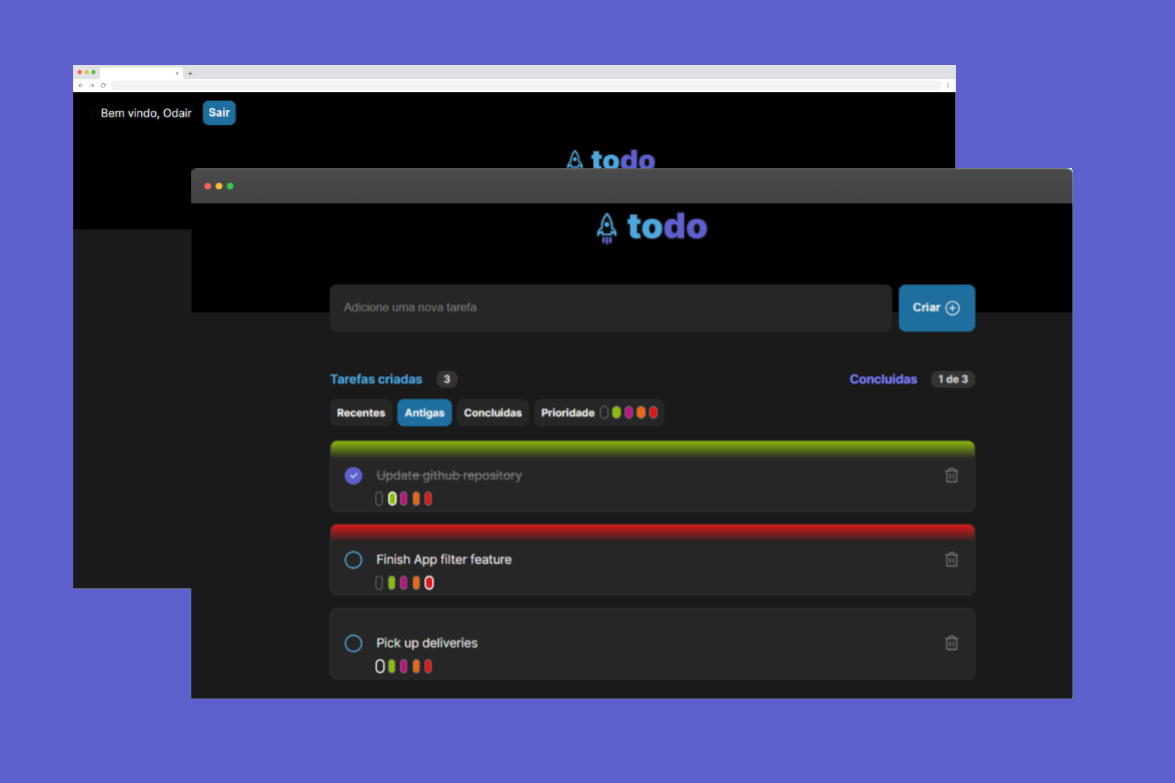 Bem vindo, Odair Sair
todo
todo
Adicione uma nova tarefa Criar
Tarefas criadas 3 Concluidas 1 de 3
Recentes Antigas Concluidas Prioridade
Update github repository
Finish App filter feature
Pick up deliveries